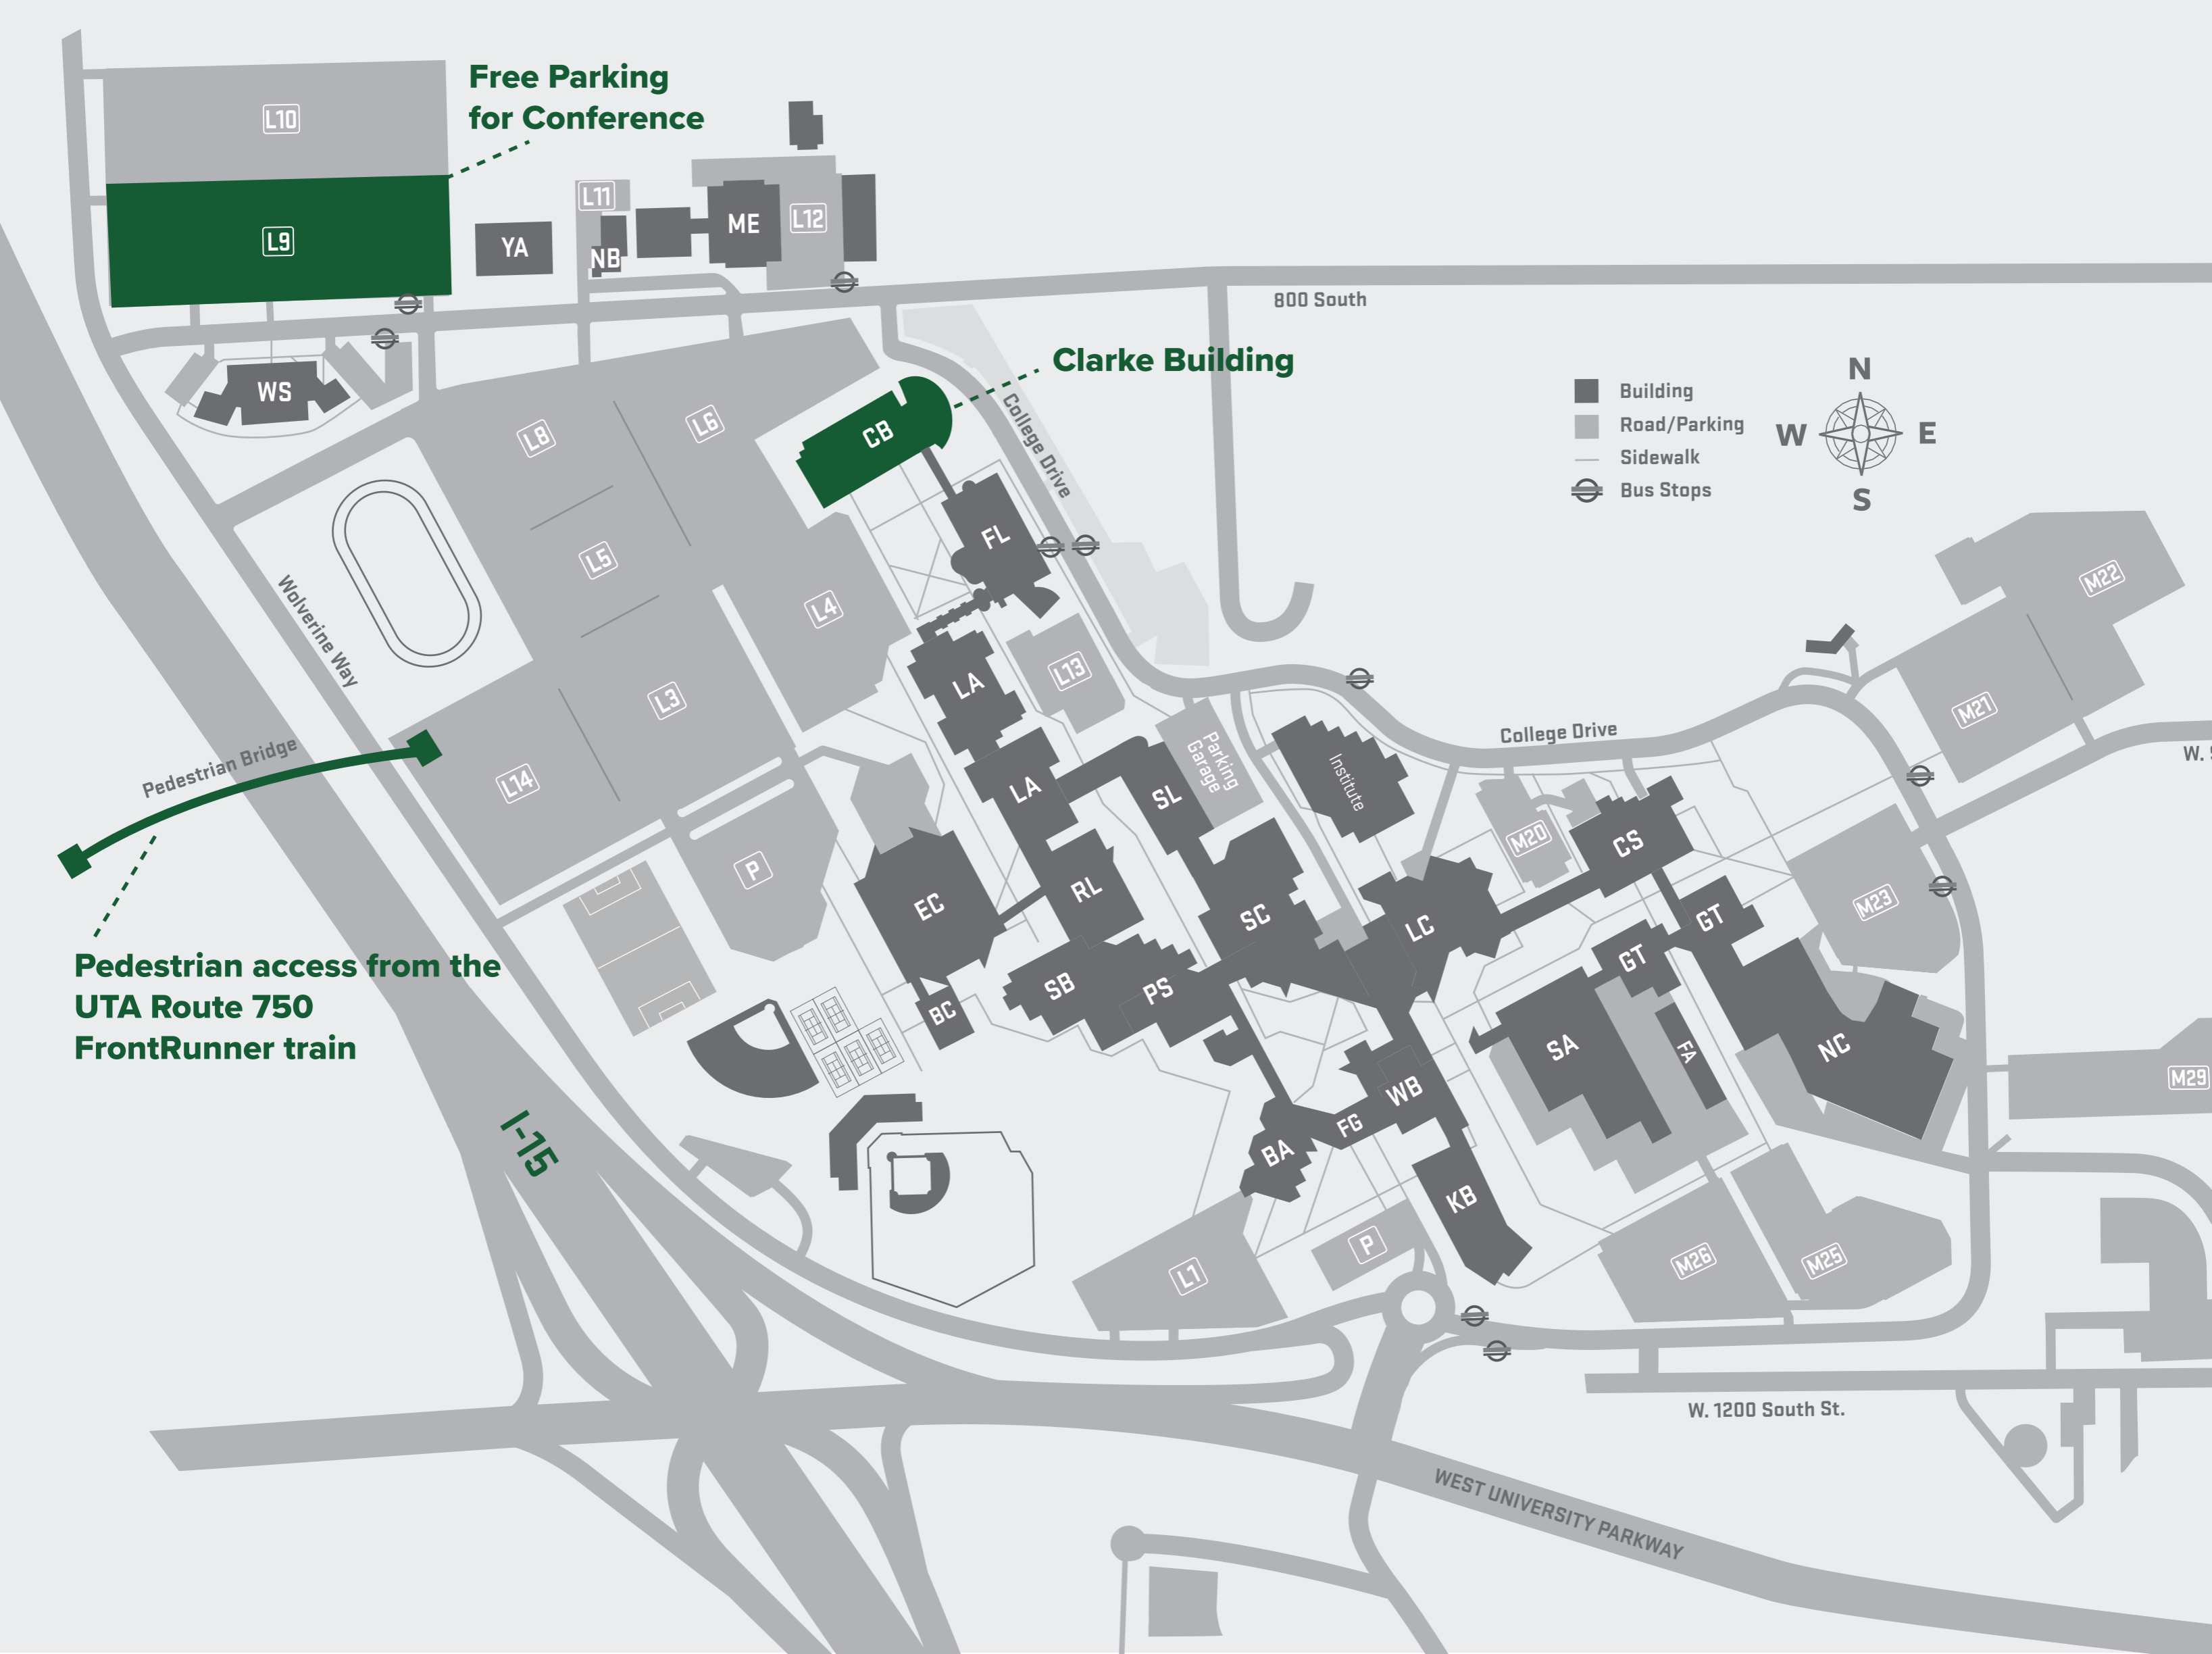 Free Parking
for Conference
L10
L9
YA
L11
NB
ME
L12
800 South
WS
Clarke Building
College Drive
CB
L8
L6
L5
L4
L3
L14
FL
LA
L13
Building
Road/Parking
Sidewalk
Bus Stops
N
W
E
S
Wolverine Way
Pedestrian Bridge
Pedestrian access from the
UTA Route 750
FrontRunner train
I-15
P
EC
BC
LA
SL
Parking
Garage
RL
SB
PS
SC
Institute
LC
College Drive
M20
CS
GT
GT
M21
M22
M23
W.
SA
FA
NC
M29
WB
FG
BA
KB
L1
P
M26
M25
W. 1200 South St.
WEST UNIVERSITY PARKWAY